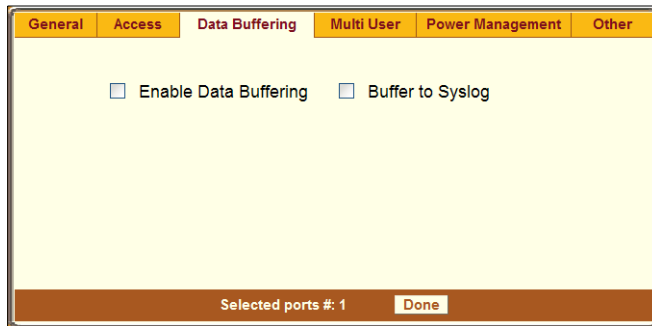 General Access Data Buffering Multi User Power Management Other
Enable Data Buffering Buffer to Syslog
Selected ports #: 1 Done